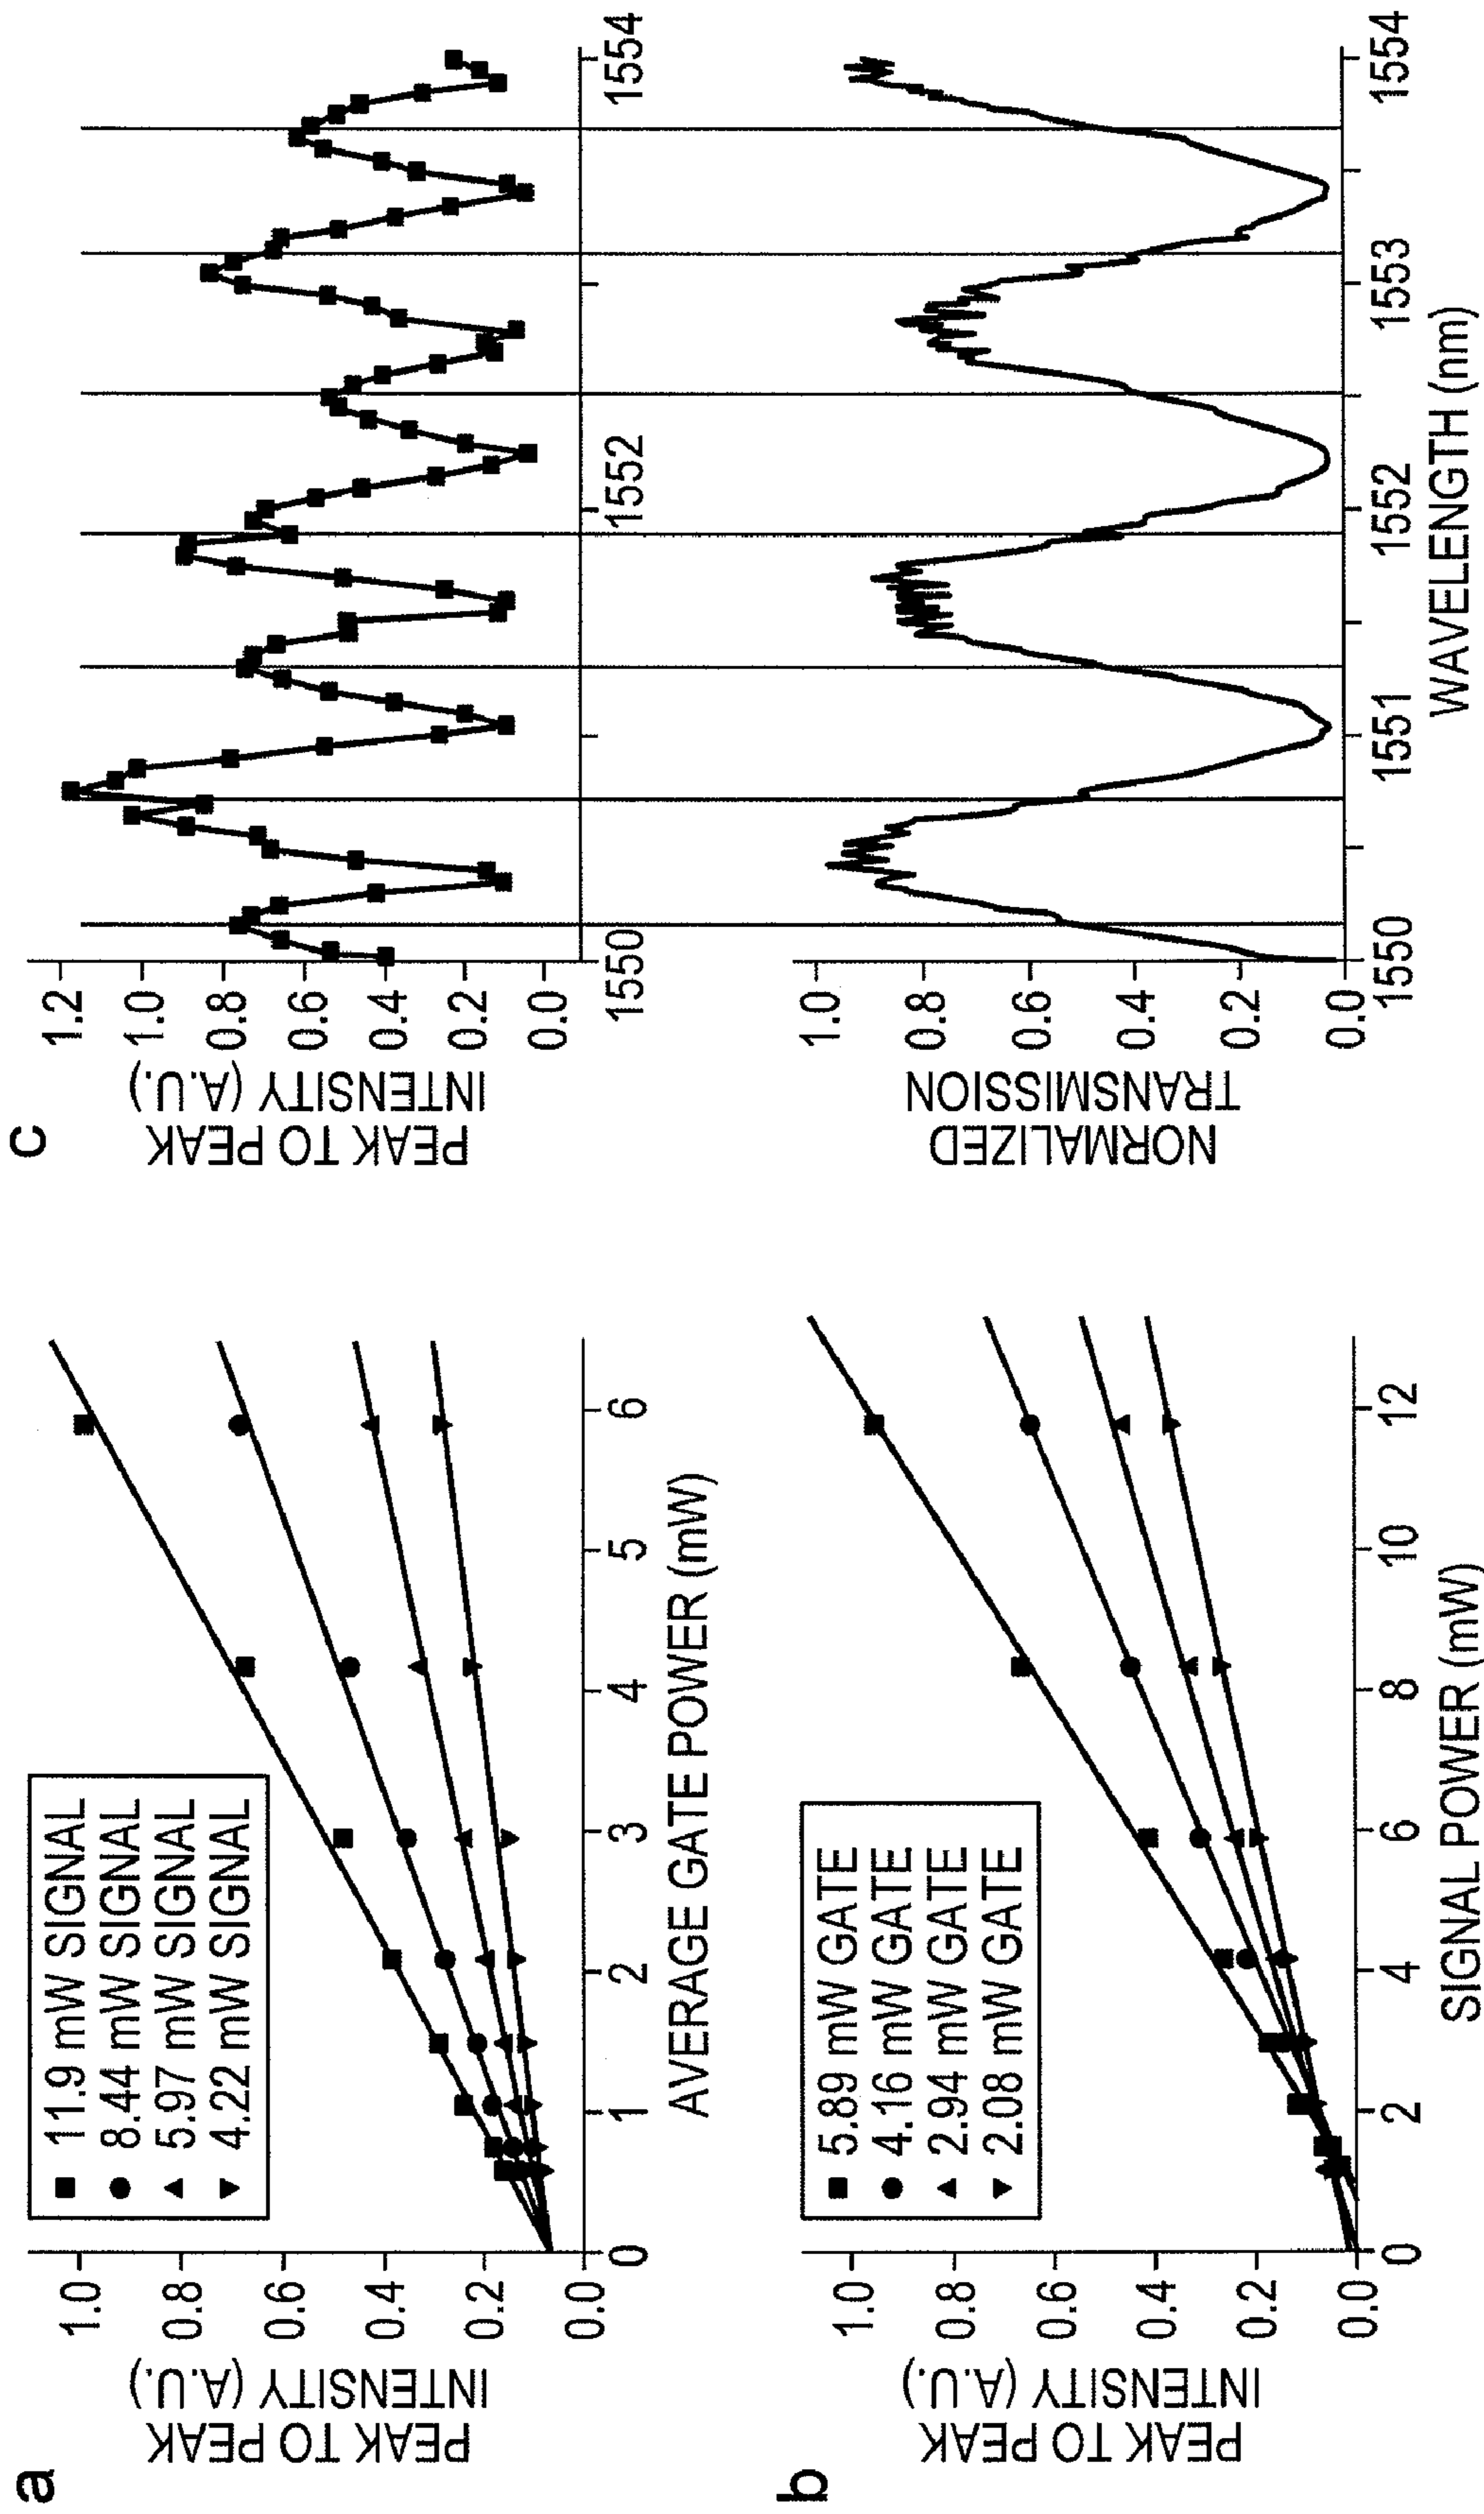 a
PEAK TO PEAK
INTENSITY (A.U.)
1.0
0.8
0.6
0.4
0.2
0.0
11.9 mW SIGNAL
8.44 mW SIGNAL
5.97 mW SIGNAL
4.22 mW SIGNAL
0 1 2 3 4 5 6
AVERAGE GATE POWER (mW)
b
PEAK TO PEAK
INTENSITY (A.U.)
1.0
0.8
0.6
0.4
0.2
0.0
5.89 mW GATE
4.16 mW GATE
2.94 mW GATE
2.08 mW GATE
0 2 4 6 8 10 12
SIGNAL POWER (mW)
c
PEAK TO PEAK
INTENSITY (A.U.)
1.2
1.0
0.8
0.6
0.4
0.2
0.0
1550 1552 1554
NORMALIZED
TRANSMISSION
1.0
0.8
0.6
0.4
0.2
0.0
1550 1551 1552 1553 1554
WAVELENGTH (nm)